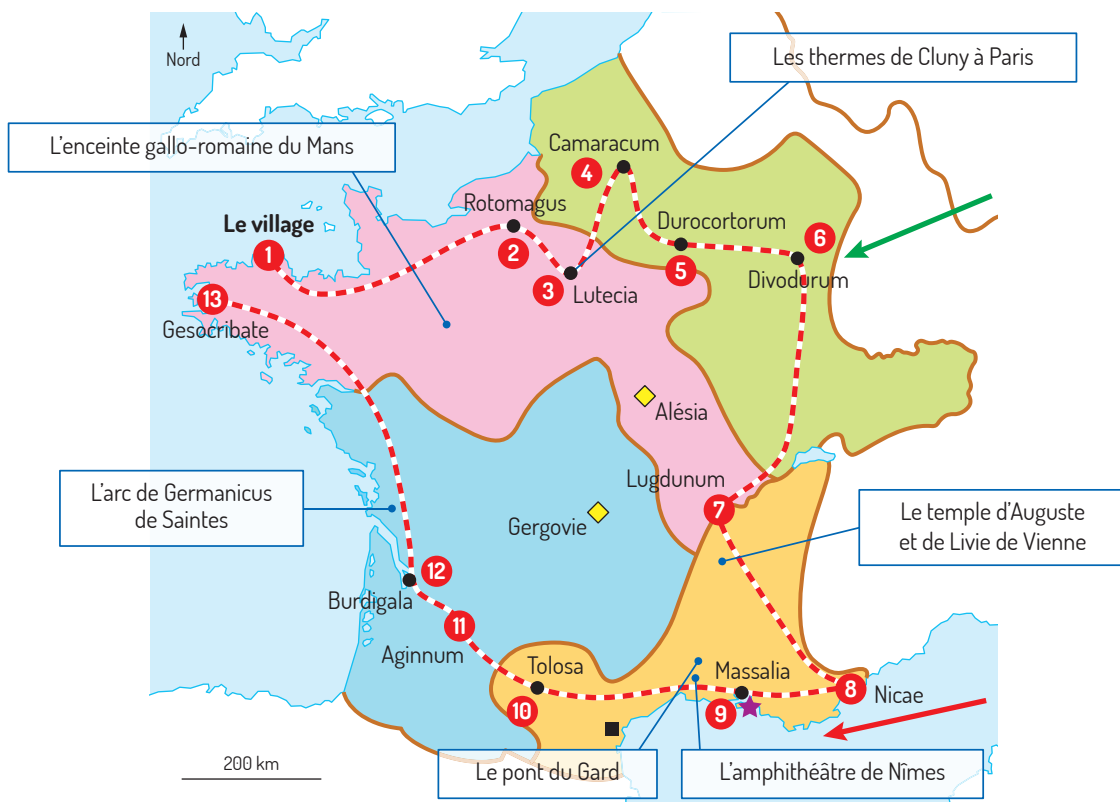 Nord
Les thermes de Cluny à Paris
L'enceinte gallo-romaine du Mans
Camaracum
4
Rotomagus
2
Durocortorum
5
6
Divodurum
Le village
1
3
Lutecia
13
Gesocribate
Alésia
Lugdunum
7
L'arc de Germanicus
de Saintes
Gergovie
Le temple d'Auguste
et de Livie de Vienne
12
Burdigala
11
Aginnum
Tolosa
10
Massalia
9
8
Nicae
200 km
Le pont du Gard
L'amphithéâtre de Nîmes